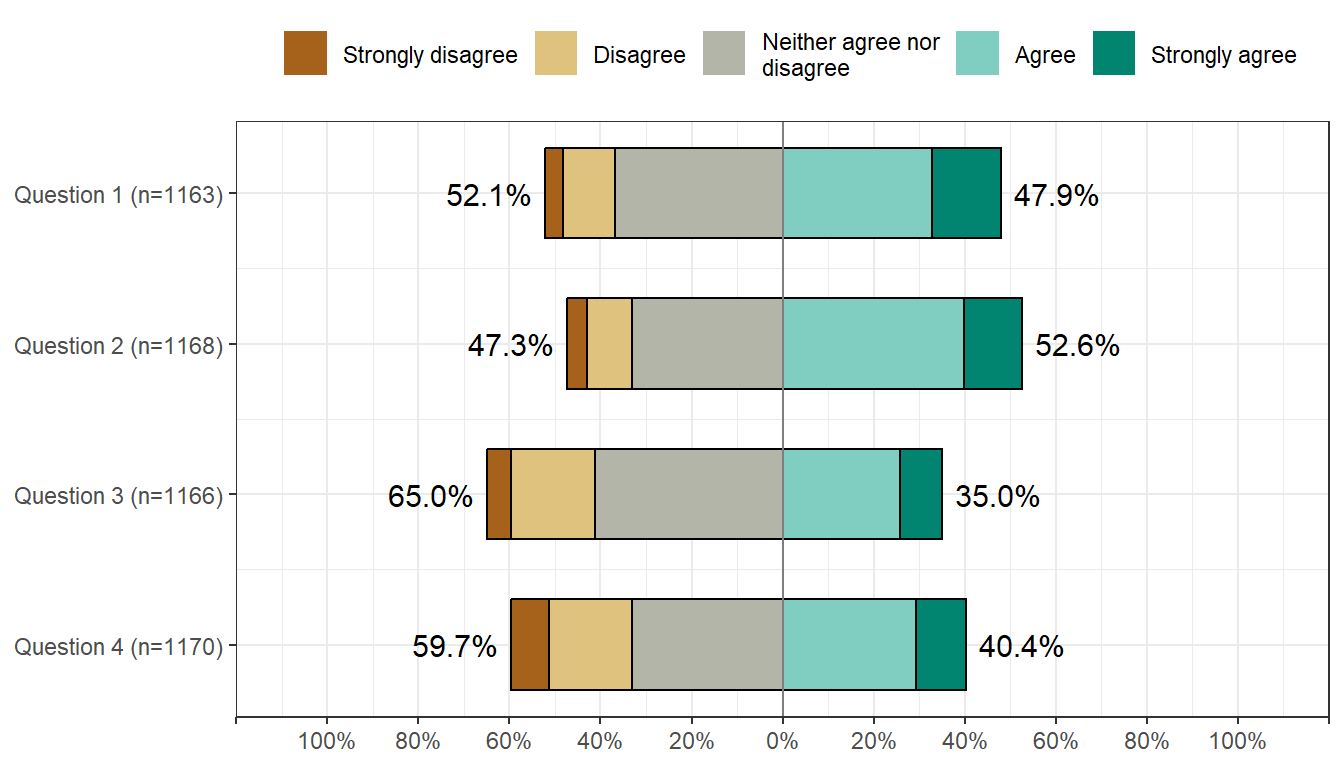 Strongly disagree
Disagree
Neither agree nor
disagree
Agree
Strongly agree
Question 1 (n=1163)
52.1%
47.9%
Question 2 (n=1168)
47.3%
52.6%
Question 3 (n=1166)
65.0%
35.0%
Question 4 (n=1170)
59.7%
40.4%
100% 80% 60% 40% 20% 0% 20% 40% 60% 80% 100%